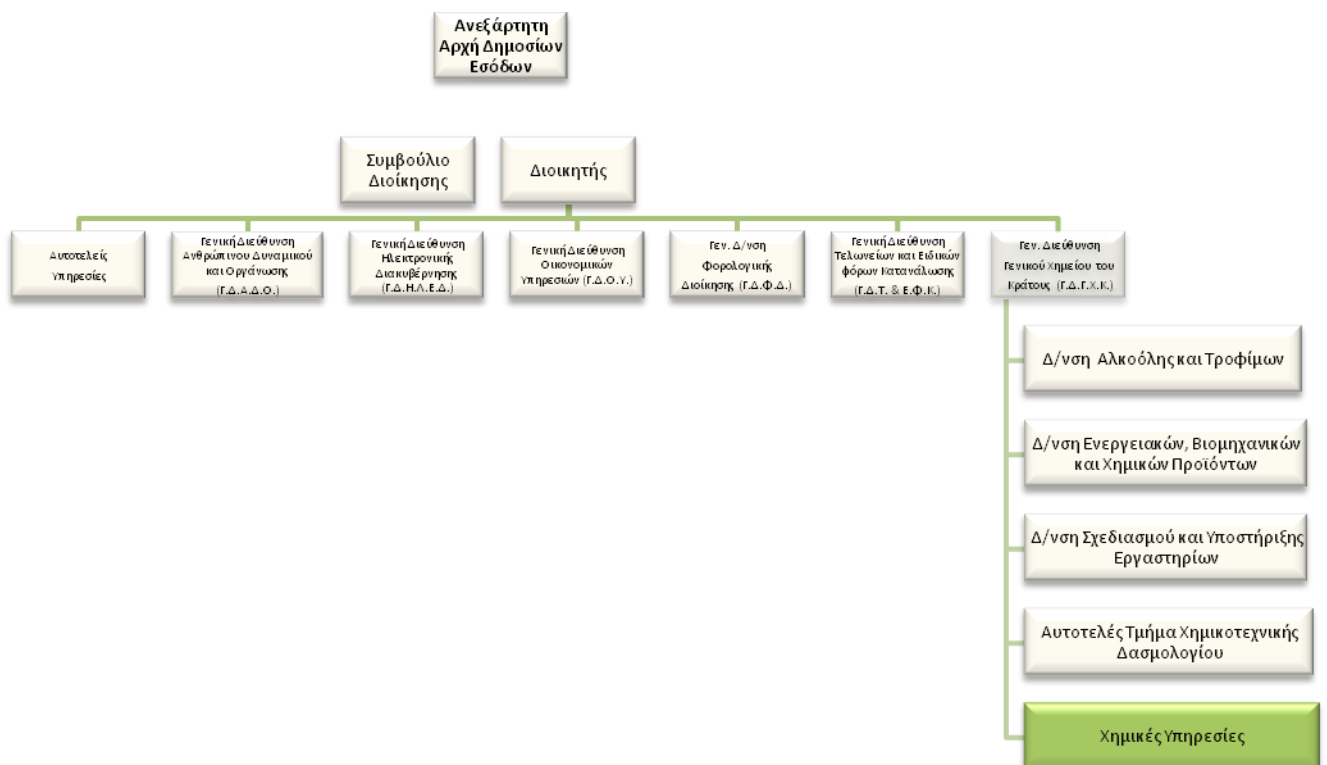 Ανεξάρτητη
Αρχή Δημοσίων
Εσόδων
Συμβούλιο
Διοίκησης
Διοικητής
Αυτοτελείς
Υπηρεσίες
Γενική Διεύθυνση
Ανθρώπινου Δυναμικού
και Οργάνωσης
(Γ.Δ.Α.Δ.Ο.)
Γενική Διεύθυνση
Ηλεκτρονικής
Διακυβέρνησης
(Γ.Δ.Η.Λ.Ε.Δ.)
Γενική Διεύθυνση
Οικονομικών
Υπηρεσιών (Γ.Δ.Ο.Υ.)
Γεν. Δ/νση
Φορολογικής
Διοίκησης (Γ.Δ.Φ.Δ.)
Γενική Διεύθυνση
Τελωνείων και Ειδικών
φόρων Κατανάλωσης
(Γ.Δ.Τ. & Ε.Φ.Κ.)
Γεν. Διεύθυνση
Γενικού Χημείου του
Κράτους (Γ.Δ.Γ.Χ.Κ.)
Δ/νση Αλκοόλης και Τροφίμων
Δ/νση Ενεργειακών, Βιομηχανικών
και Χημικών Προϊόντων
Δ/νση Σχεδιασμού και Υποστήριξης
Εργαστηρίων
Αυτοτελές Τμήμα Χημικοτεχνικής
Δασμολογίου
Χημικές Υπηρεσίες